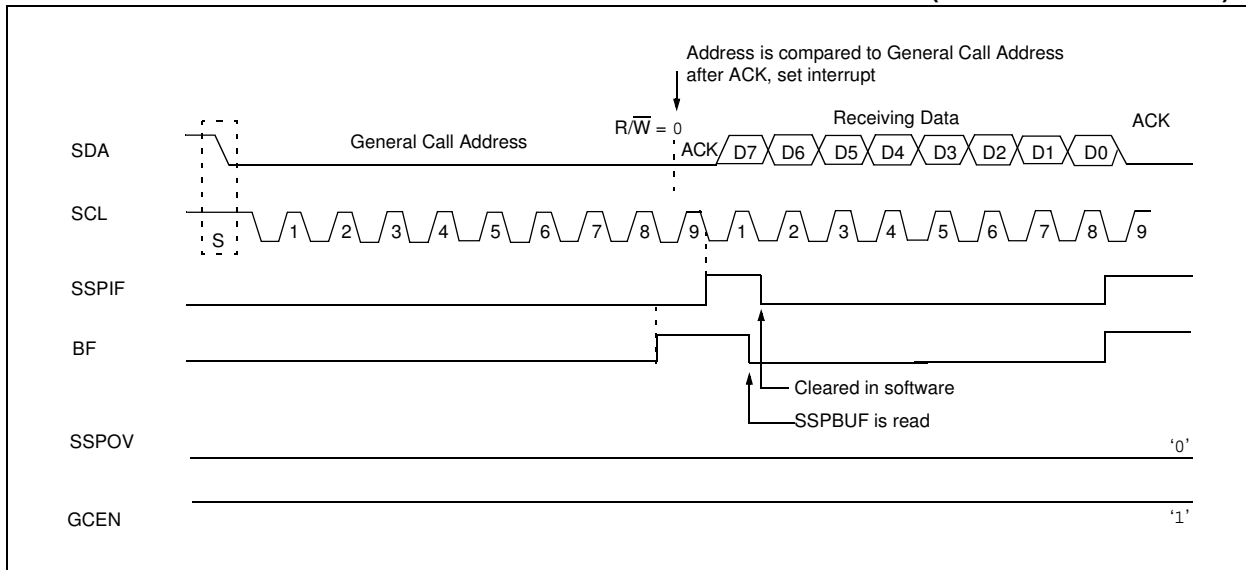 Address is compared to General Call Address
after ACK, set interrupt
SDA
General Call Address
R/W̅ = 0
ACK
Receiving Data
D7 D6 D5 D4 D3 D2 D1 D0
ACK
SCL
S
1 2 3 4 5 6 7 8 9 1 2 3 4 5 6 7 8 9
SSPIF
BF
Cleared in software
SSPBUF is read
SSPOV
‘0’
GCEN
‘1’